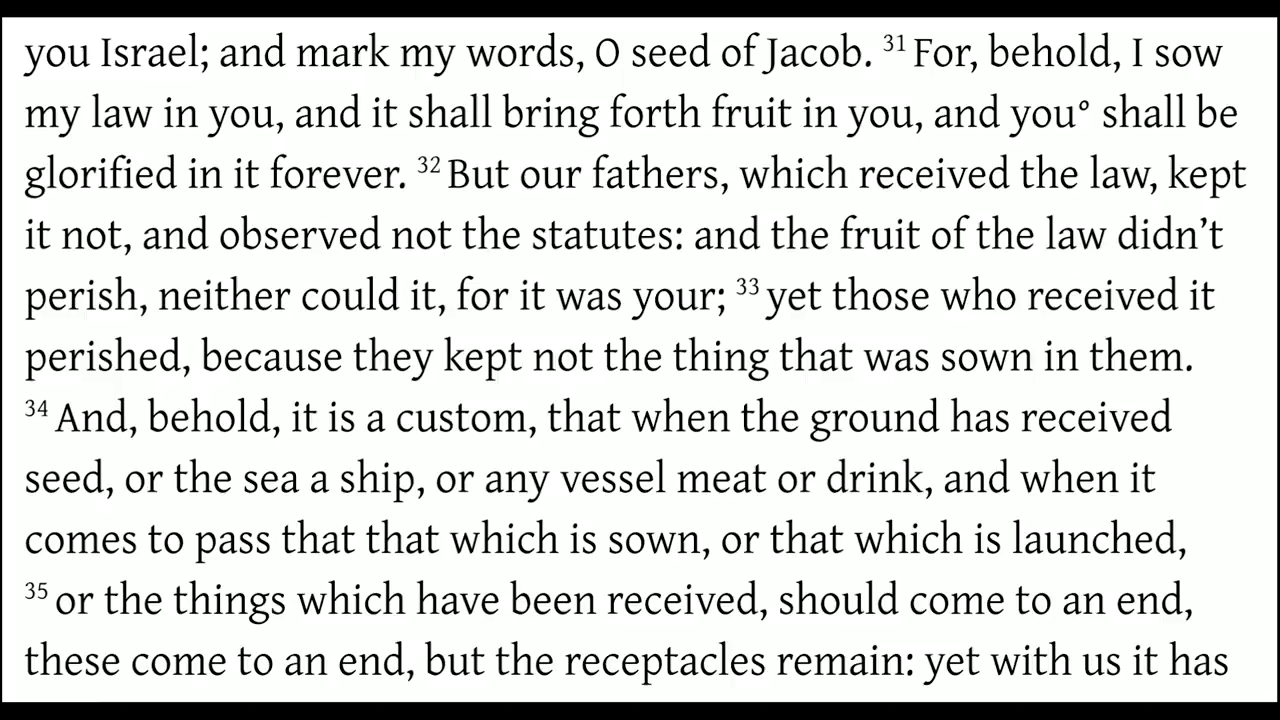 you Israel; and mark my words, O seed of Jacob. 31 For, behold, I sow
my law in you, and it shall bring forth fruit in you, and you° shall be
glorified in it forever. 32 But our fathers, which received the law, kept
it not, and observed not the statutes: and the fruit of the law didn’t
perish, neither could it, for it was your; 33 yet those who received it
perished, because they kept not the thing that was sown in them.
34 And, behold, it is a custom, that when the ground has received
seed, or the sea a ship, or any vessel meat or drink, and when it
comes to pass that that which is sown, or that which is launched,
35 or the things which have been received, should come to an end,
these come to an end, but the receptacles remain: yet with us it has